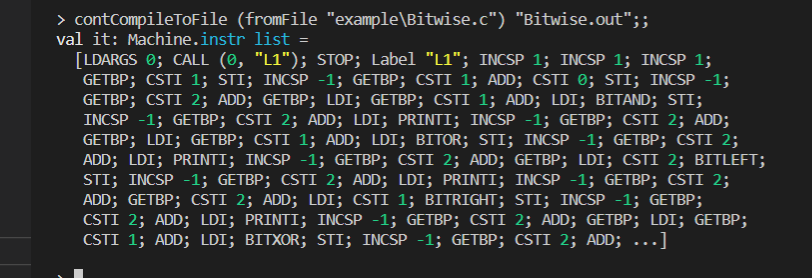 > contCompileToFile (fromFile "example\Bitwise.c") "Bitwise.out";;
val it: Machine.instr list =
[LDARGS 0; CALL (0, "L1"); STOP; Label "L1"; INCSP 1; INCSP 1; INCSP 1;
GETBP; CSTI 1; STI; INCSP -1; GETBP; CSTI 1; ADD; CSTI 0; STI; INCSP -1;
GETBP; CSTI 2; ADD; GETBP; LDI; GETBP; CSTI 1; ADD; LDI; BITAND; STI;
INCSP -1; GETBP; CSTI 2; ADD; LDI; PRINTI; INCSP -1; GETBP; CSTI 2; ADD;
GETBP; LDI; GETBP; CSTI 1; ADD; LDI; BITOR; STI; INCSP -1; GETBP; CSTI 2;
ADD; LDI; PRINTI; INCSP -1; GETBP; CSTI 2; ADD; GETBP; LDI; CSTI 2; BITLEFT;
STI; INCSP -1; GETBP; CSTI 2; ADD; LDI; PRINTI; INCSP -1; GETBP; CSTI 2;
ADD; GETBP; CSTI 2; ADD; LDI; CSTI 1; BITRIGHT; STI; INCSP -1; GETBP;
CSTI 2; ADD; LDI; PRINTI; INCSP -1; GETBP; CSTI 2; ADD; GETBP; LDI; GETBP;
CSTI 1; ADD; LDI; BITXOR; STI; INCSP -1; GETBP; CSTI 2; ADD; ...]
>